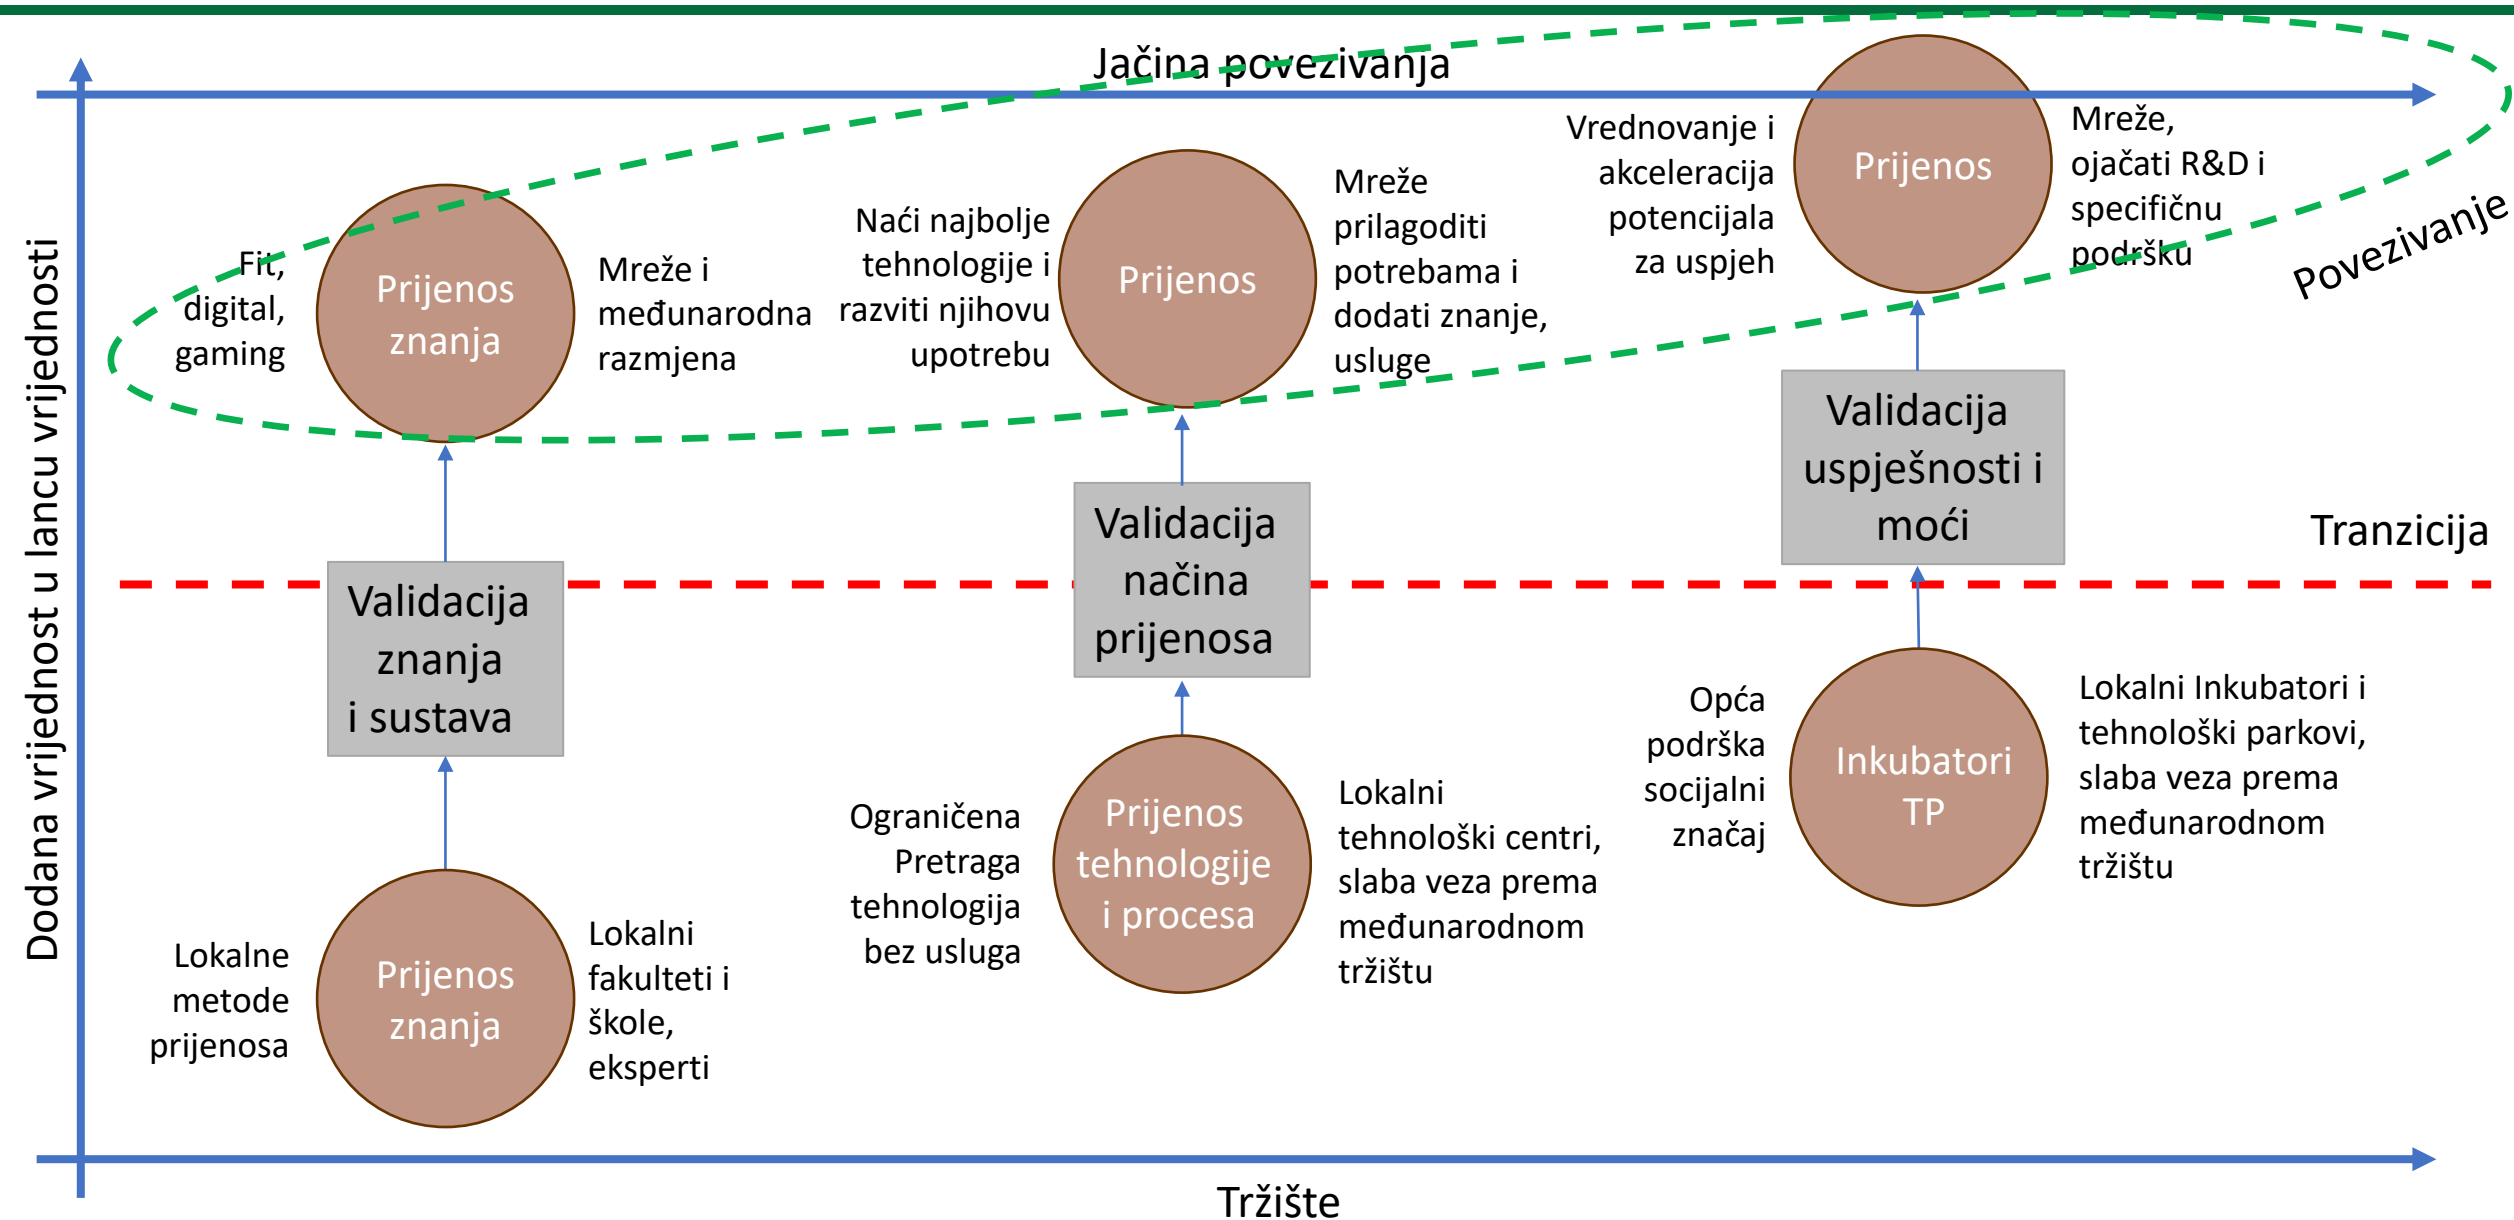 Jačina povezivanja
Dodana vrijednost u lancu vrijednosti
Fit,
digital,
gaming
Prijenos
znanja
Mreže i
međunarodna
razmjena
Naći najbolje
tehnologije i
razviti njihovu
upotrebu
Prijenos
Mreže
prilagoditi
potrebama i
dodati znanje,
usluge
Vrednovanje i
akceleracija
potencijala
za uspjeh
Prijenos
Mreže,
ojačati R&D i
specifičnu
podršku
Povezivanje
Validacija
znanja
i sustava
Validacija
načina
prijenosa
Validacija
uspješnosti i
moći
Tranzicija
Lokalne
metode
prijenosa
Prijenos
znanja
Lokalni
fakulteti i
škole,
eksperti
Ograničena
Pretraga
tehnologija
bez usluga
Prijenos
tehnologije
i procesa
Lokalni
tehnološki centri,
slaba veza prema
međunarodnom
tržištu
Opća
podrška
socijalni
značaj
Inkubatori
TP
Lokalni Inkubatori i
tehnološki parkovi,
slaba veza prema
međunarodnom
tržištu
Tržište